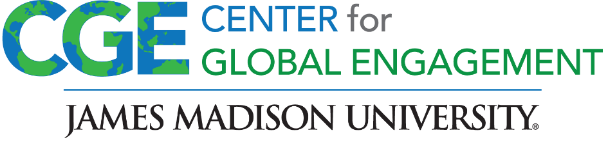 CGE CENTER for
GLOBAL ENGAGEMENT
JAMES MADISON UNIVERSITY®